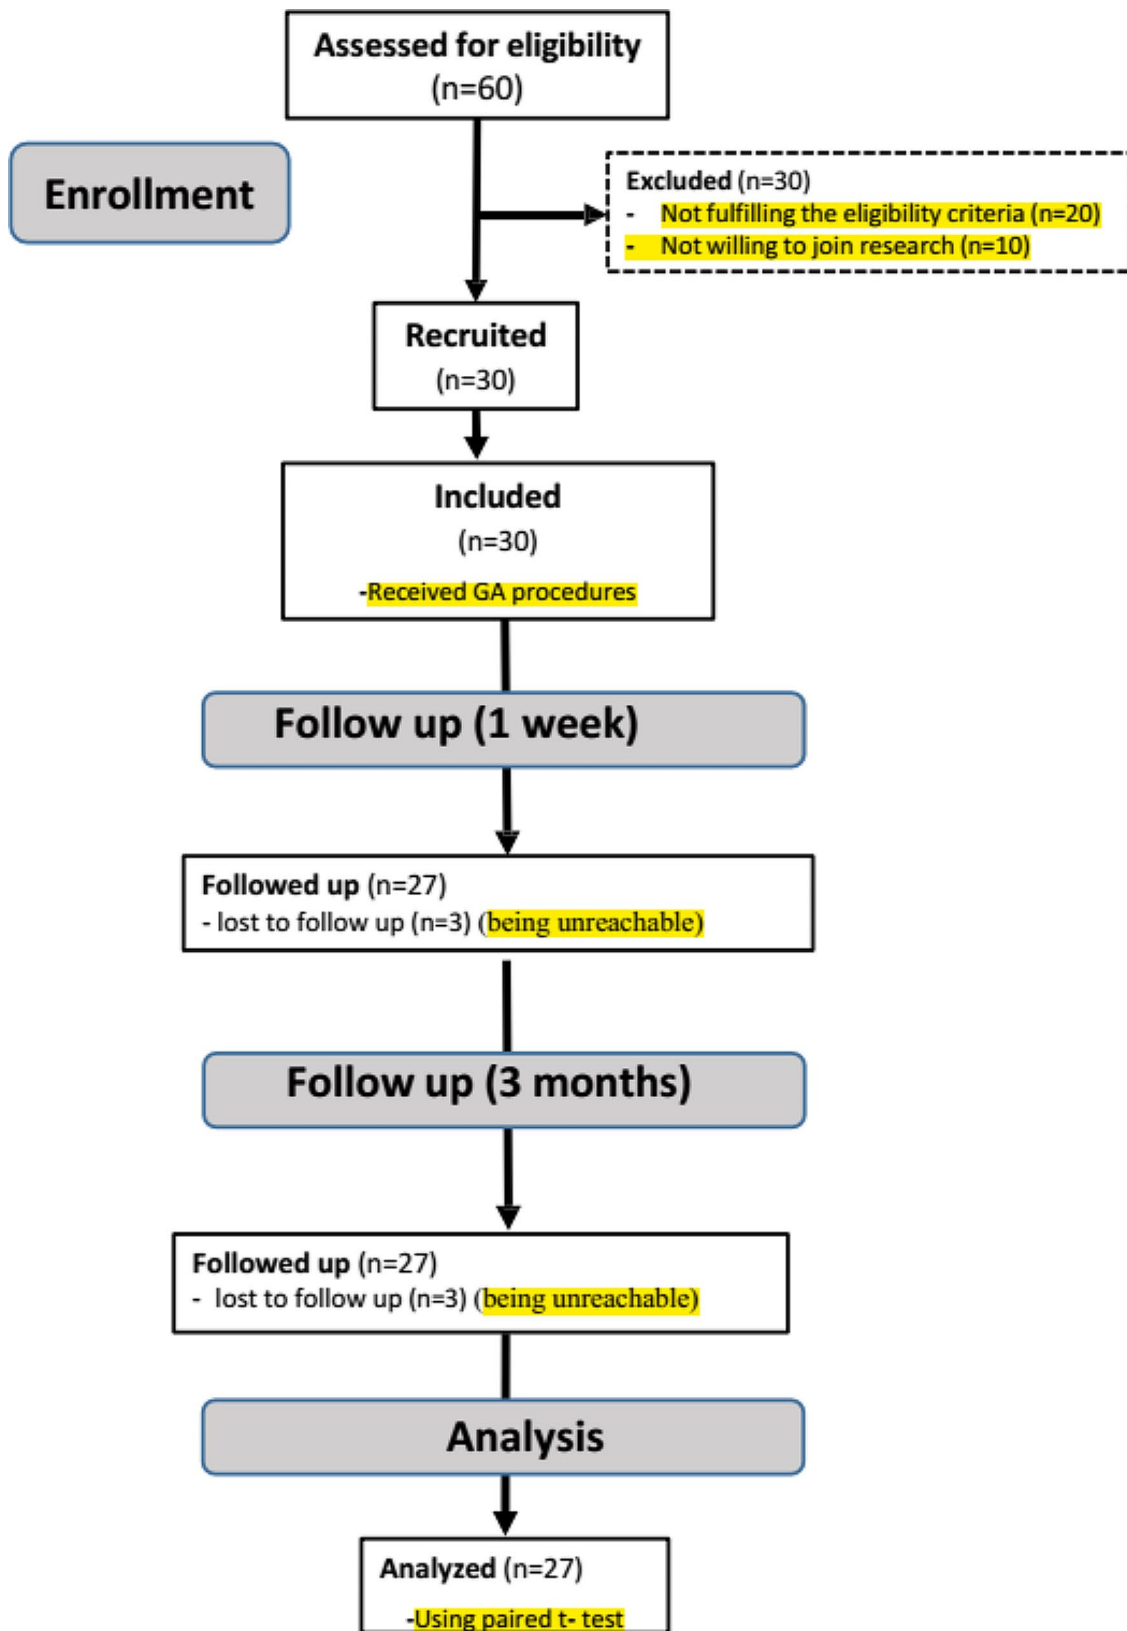 Assessed for eligibility
(n=60)
Enrollment
Excluded (n=30)
- Not fulfilling the eligibility criteria (n=20)
- Not willing to join research (n=10)
Recruited
(n=30)
Included
(n=30)
-Received GA procedures
Follow up (1 week)
Followed up (n=27)
- lost to follow up (n=3) (being unreachable)
Follow up (3 months)
Followed up (n=27)
- lost to follow up (n=3) (being unreachable)
Analysis
Analyzed (n=27)
-Using paired t- test